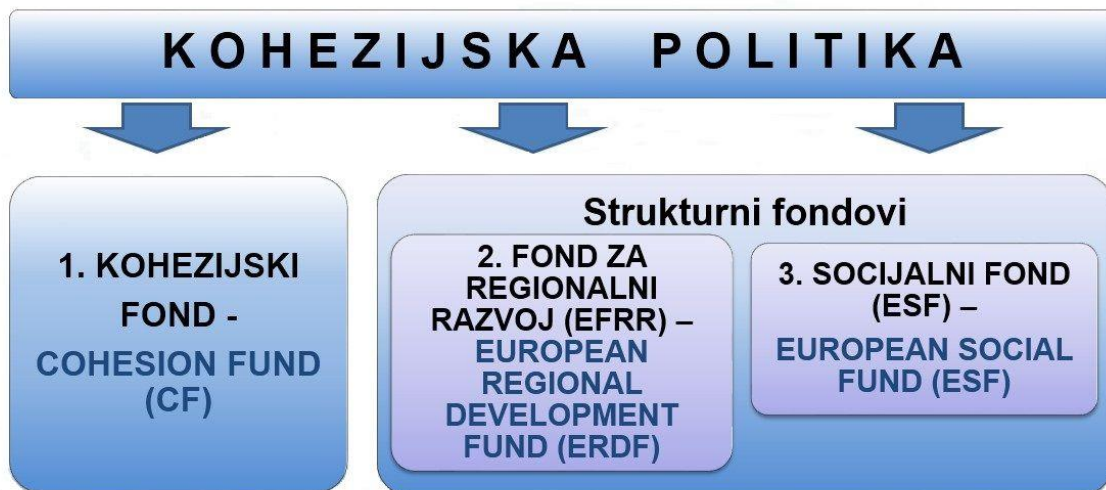 KOHEZIJSKA POLITIKA
1. KOHEZIJSKI
FOND -
COHESION FUND
(CF)
Strukturni fondovi
2. FOND ZA
REGIONALNI
RAZVOJ (EFRR) –
EUROPEAN
REGIONAL
DEVELOPMENT
FUND (ERDF)
3. SOCIJALNI FOND
(ESF) –
EUROPEAN SOCIAL
FUND (ESF)